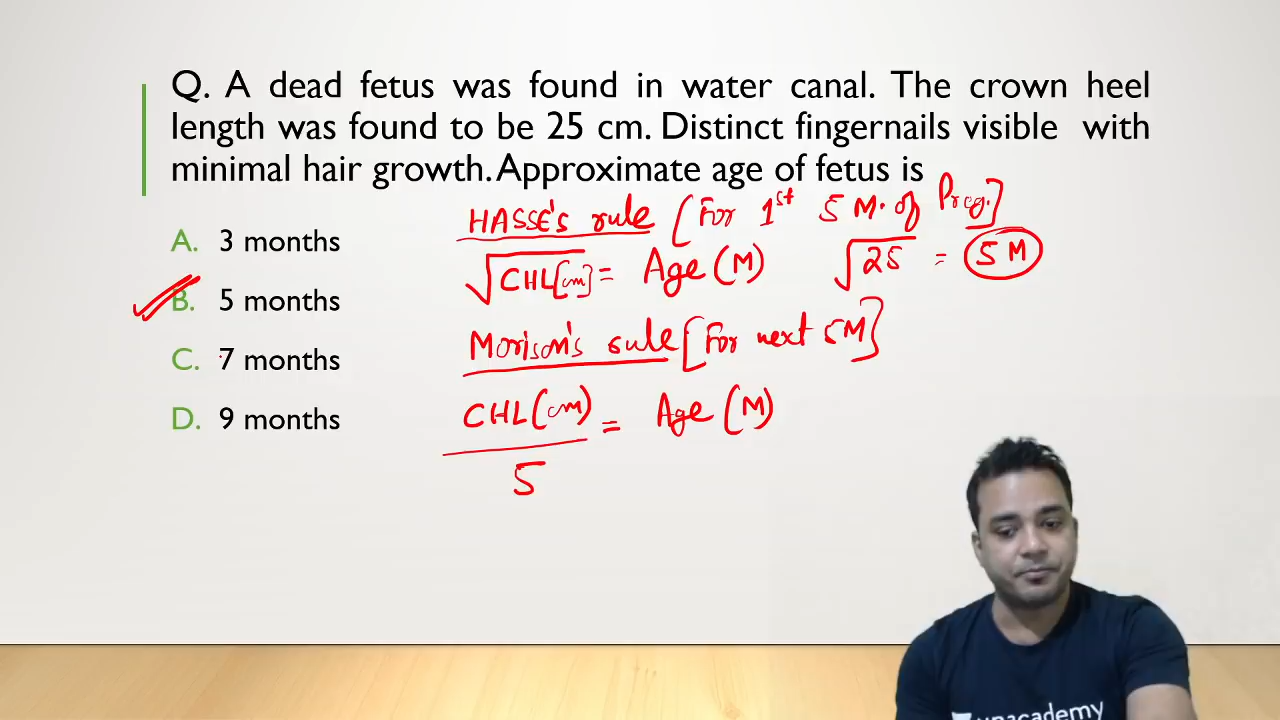 Q. A dead fetus was found in water canal. The crown heel
length was found to be 25 cm. Distinct fingernails visible with
minimal hair growth. Approximate age of fetus is
HASSE's rule [For 1st 5 M. of Preg.]
A. 3 months
√CHL[cm] = Age (M) √25 = 5 M
B. 5 months
Morison's rule [For next 5M]
C. 7 months
CHL(cm) = Age (M)
D. 9 months
5
unacademy